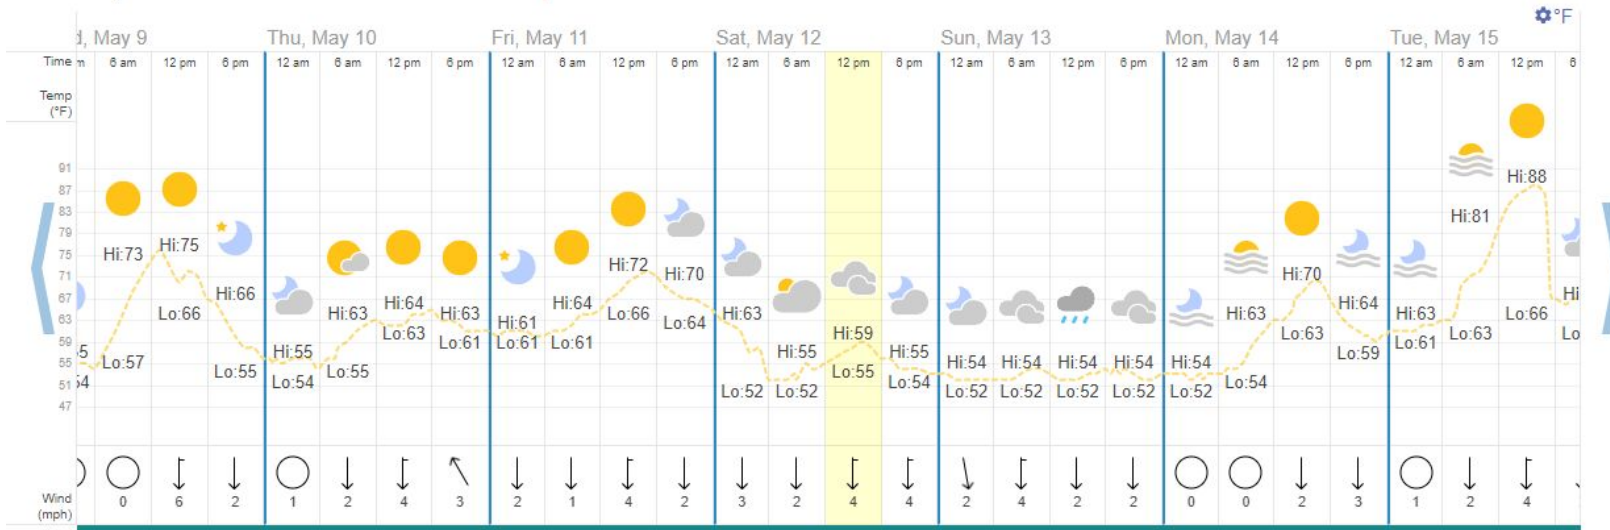 °F
d, May 9 Thu, May 10 Fri, May 11 Sat, May 12 Sun, May 13 Mon, May 14 Tue, May 15
Time m 6 am 12 pm 6 pm 12 am 6 am 12 pm 6 pm 12 am 6 am 12 pm 6 pm 12 am 6 am 12 pm 6 pm 12 am 6 am 12 pm 6 pm 12 am 6 am 12 pm 6 pm 12 am 6 am 12 pm 6
Temp
(°F)
91
87
83
79
75
71
67
63
59
55
51
47
5 Hi:73 Hi:75 Hi:66 Hi:55 Hi:63 Hi:64 Hi:63 Hi:61 Hi:64 Hi:72 Hi:70 Hi:63 Hi:55 Hi:59 Hi:55 Hi:54 Hi:54 Hi:54 Hi:54 Hi:54 Hi:63 Hi:70 Hi:64 Hi:63 Hi:81 Hi:88 Hi
54 Lo:57 Lo:66 Lo:55 Lo:54 Lo:55 Lo:63 Lo:61 Lo:61 Lo:61 Lo:66 Lo:64 Lo:52 Lo:52 Lo:55 Lo:54 Lo:52 Lo:52 Lo:52 Lo:52 Lo:52 Lo:54 Lo:63 Lo:59 Lo:61 Lo:63 Lo:66 Lo
Wind 0 6 2 1 2 4 3 2 1 4 2 3 2 4 4 2 4 2 2 0 0 2 3 1 2 4
(mph)